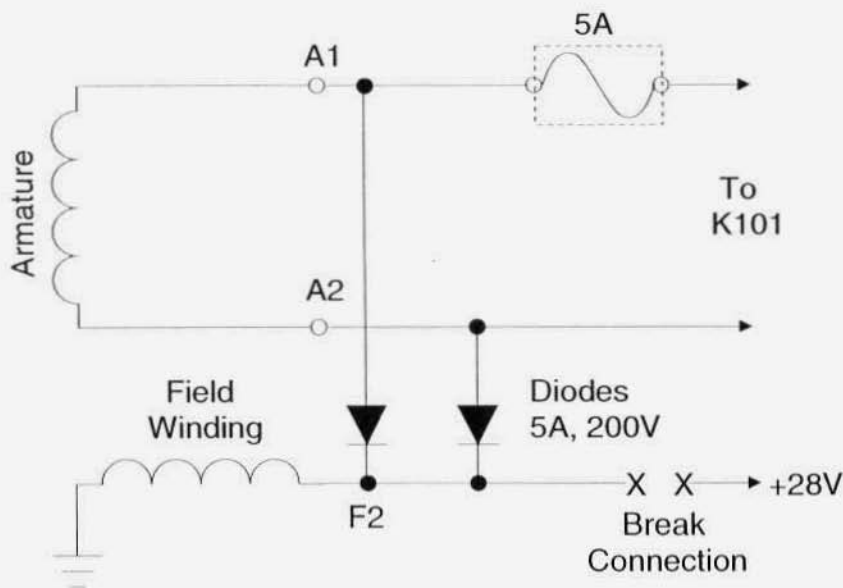 5A
A1
To
K101
Armature
A2
Field
Winding
Diodes
5A, 200V
X X
+28V
F2
Break
Connection